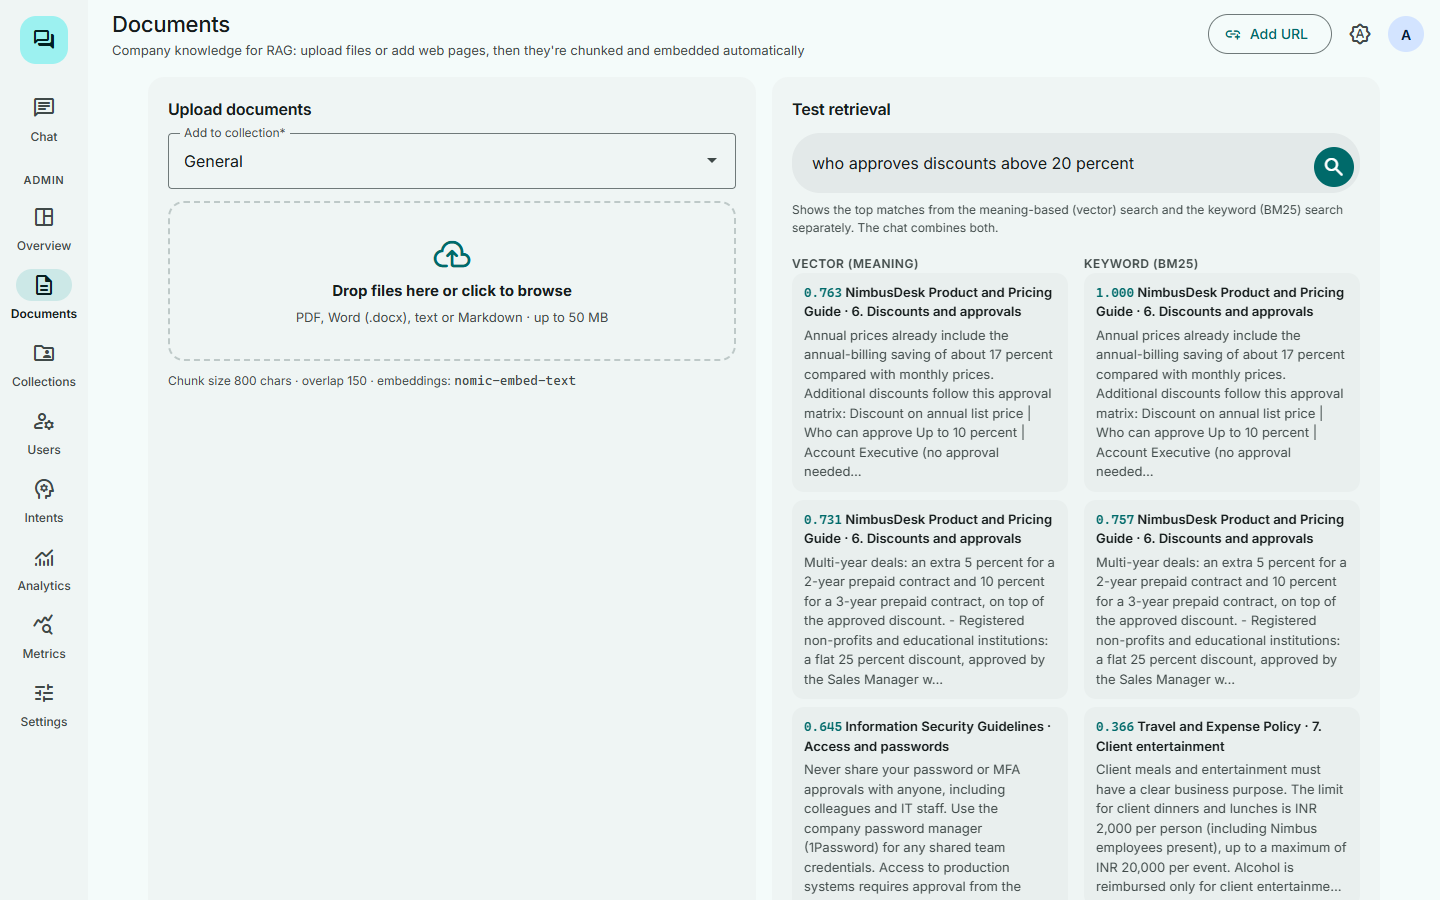 Documents
Company knowledge for RAG: upload files or add web pages, then they're chunked and embedded automatically
Add URL
A
A
Chat
ADMIN
Overview
Documents
Collections
Users
Intents
Analytics
Metrics
Settings
Upload documents
Add to collection*
General
Drop files here or click to browse
PDF, Word (.docx), text or Markdown · up to 50 MB
Chunk size 800 chars · overlap 150 · embeddings: nomic-embed-text
Test retrieval
who approves discounts above 20 percent
Shows the top matches from the meaning-based (vector) search and the keyword (BM25) search
separately. The chat combines both.
VECTOR (MEANING)
0.763 NimbusDesk Product and Pricing
Guide · 6. Discounts and approvals
Annual prices already include the
annual-billing saving of about 17 percent
compared with monthly prices.
Additional discounts follow this approval
matrix: Discount on annual list price |
Who can approve Up to 10 percent |
Account Executive (no approval
needed...
0.731 NimbusDesk Product and Pricing
Guide · 6. Discounts and approvals
Multi-year deals: an extra 5 percent for a
2-year prepaid contract and 10 percent
for a 3-year prepaid contract, on top of
the approved discount. - Registered
non-profits and educational institutions:
a flat 25 percent discount, approved by
the Sales Manager w...
0.645 Information Security Guidelines ·
Access and passwords
Never share your password or MFA
approvals with anyone, including
colleagues and IT staff. Use the
company password manager
(1Password) for any shared team
credentials. Access to production
systems requires approval from the
KEYWORD (BM25)
1.000 NimbusDesk Product and Pricing
Guide · 6. Discounts and approvals
Annual prices already include the
annual-billing saving of about 17 percent
compared with monthly prices.
Additional discounts follow this approval
matrix: Discount on annual list price |
Who can approve Up to 10 percent |
Account Executive (no approval
needed...
0.757 NimbusDesk Product and Pricing
Guide · 6. Discounts and approvals
Multi-year deals: an extra 5 percent for a
2-year prepaid contract and 10 percent
for a 3-year prepaid contract, on top of
the approved discount. - Registered
non-profits and educational institutions:
a flat 25 percent discount, approved by
the Sales Manager w...
0.366 Travel and Expense Policy · 7.
Client entertainment
Client meals and entertainment must
have a clear business purpose. The limit
for client dinners and lunches is INR
2,000 per person (including Nimbus
employees present), up to a maximum of
INR 20,000 per event. Alcohol is
reimbursed only for client entertainme...